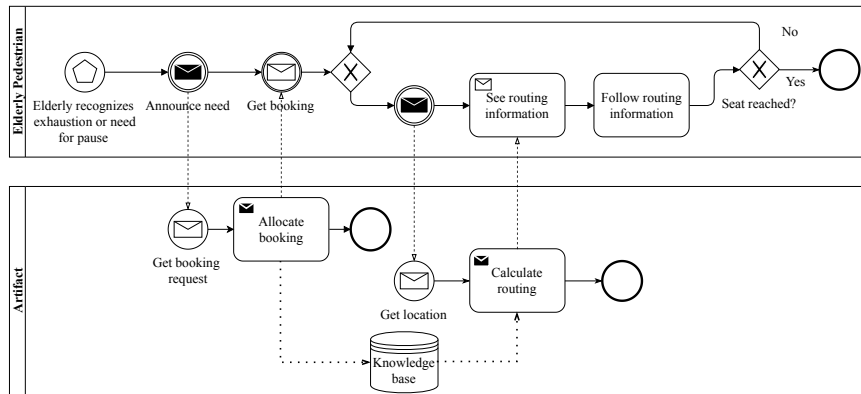 Elderly Pedestrian
No
Elderly recognizes
exhaustion or need
for pause
Announce need
Get booking
See routing
information
Follow routing
information
Yes
Seat reached?
Artifact
Allocate
booking
Get booking
request
Get location
Calculate
routing
Knowledge
base